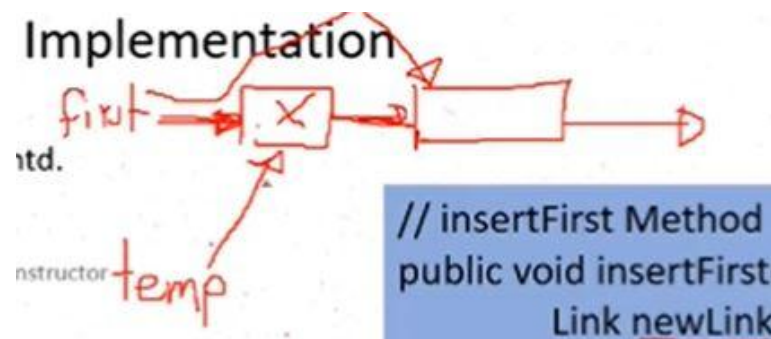 Implementation
first X
ntd.
// insertFirst Method
nstructor temp public void insertFirst
Link newLink